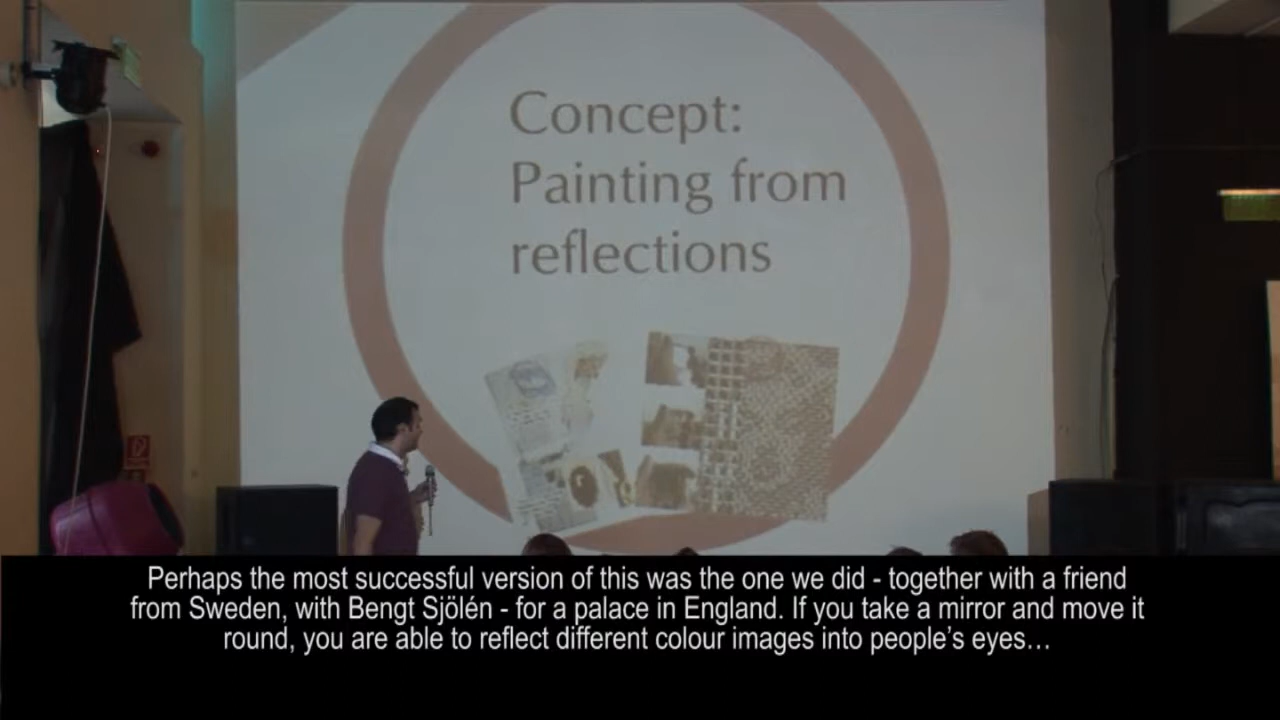 Concept:
Painting from
reflections
Perhaps the most successful version of this was the one we did - together with a friend
from Sweden, with Bengt Sjölén - for a palace in England. If you take a mirror and move it
round, you are able to reflect different colour images into people’s eyes…